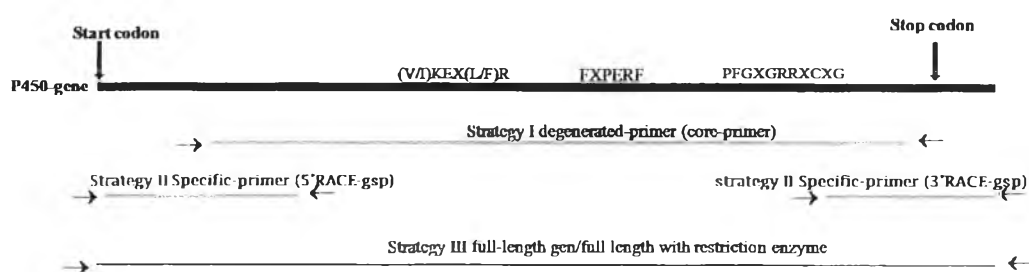 Start codon
Stop codon
(V/I)KEX(L/F)R
FXPERF
PFGXGRRXCXG
P450-gene
Strategy I degenerated-primer (core-primer)
Strategy II Specific-primer (5'RACE-gsp)
strategy II Specific-primer (3'RACE-gsp)
Strategy III full-length gen/full length with restriction enzyme